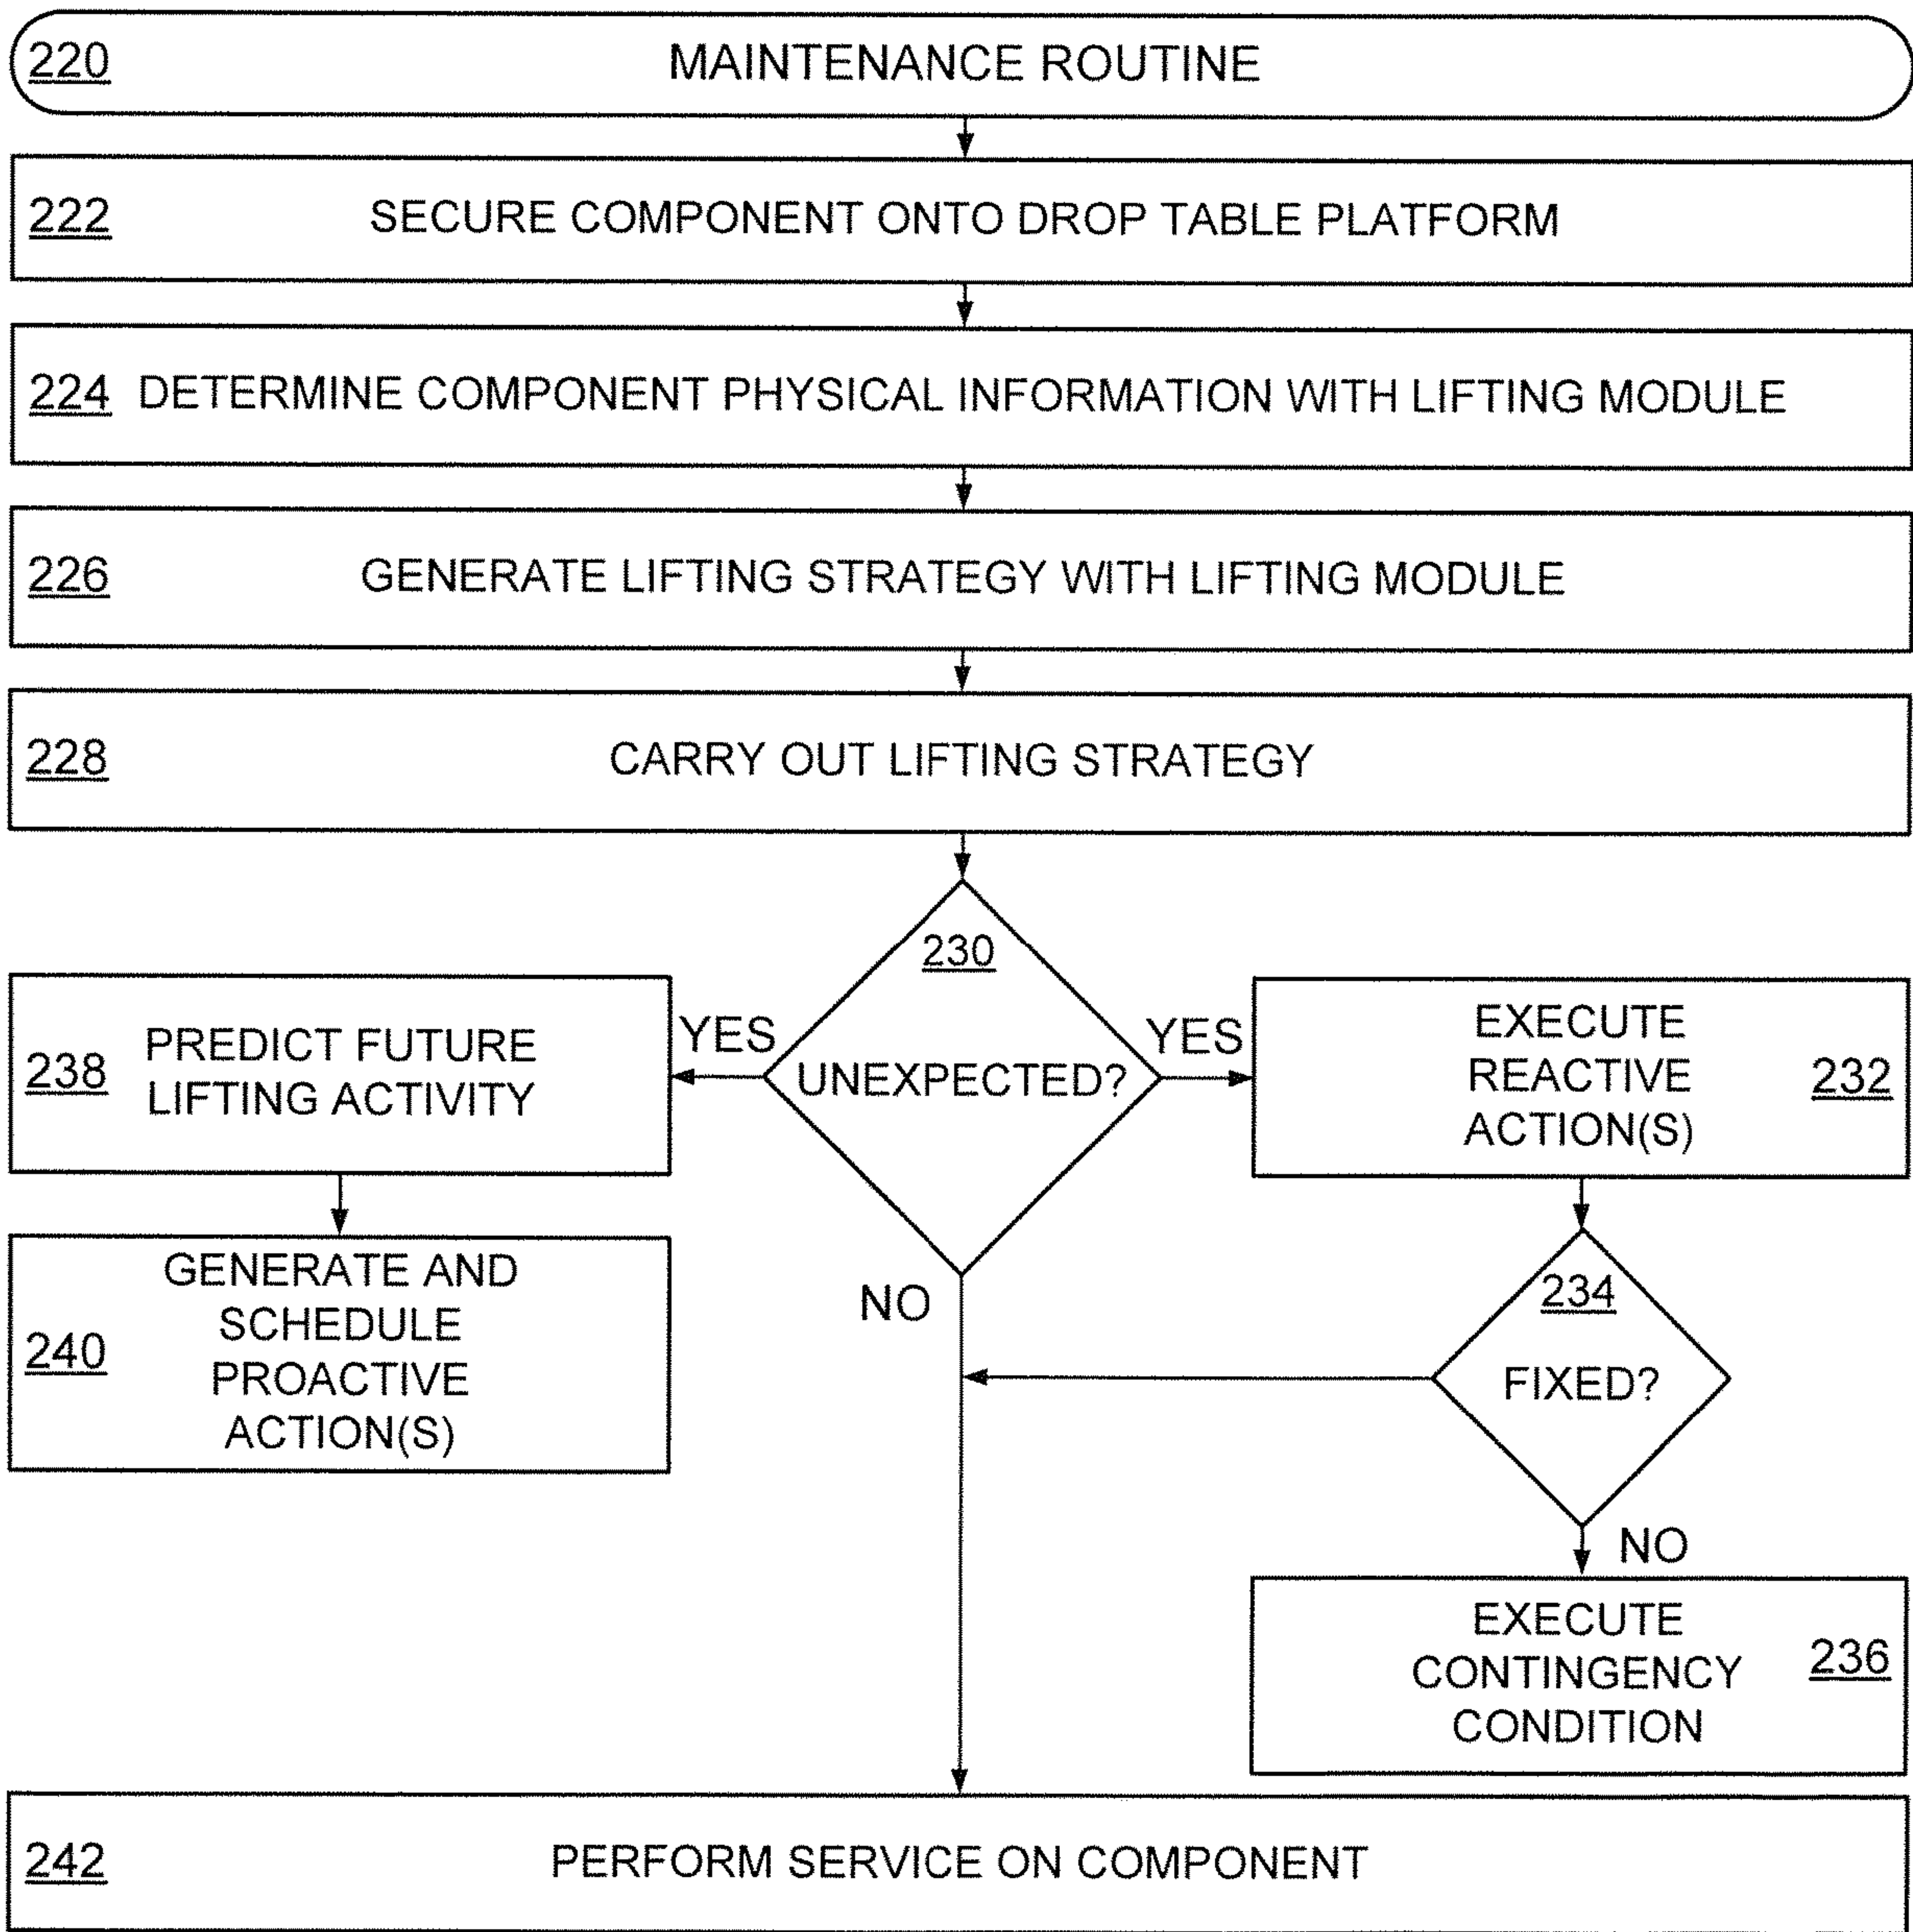 220 MAINTENANCE ROUTINE
222 SECURE COMPONENT ONTO DROP TABLE PLATFORM
224 DETERMINE COMPONENT PHYSICAL INFORMATION WITH LIFTING MODULE
226 GENERATE LIFTING STRATEGY WITH LIFTING MODULE
228 CARRY OUT LIFTING STRATEGY
230
UNEXPECTED?
YES
YES
NO
238
PREDICT FUTURE
LIFTING ACTIVITY
240
GENERATE AND
SCHEDULE
PROACTIVE
ACTION(S)
EXECUTE
REACTIVE
ACTION(S)
232
234
FIXED?
NO
EXECUTE
CONTINGENCY
CONDITION
236
242 PERFORM SERVICE ON COMPONENT